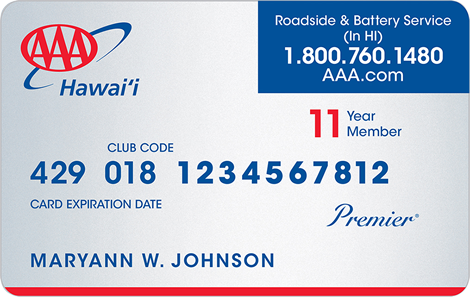 AAA
Hawai‘i
Roadside & Battery Service
(In HI)
1.800.760.1480
AAA.com
11 Year
Member
CLUB CODE
429 018 1234567812
CARD EXPIRATION DATE
Premier®
MARYANN W. JOHNSON